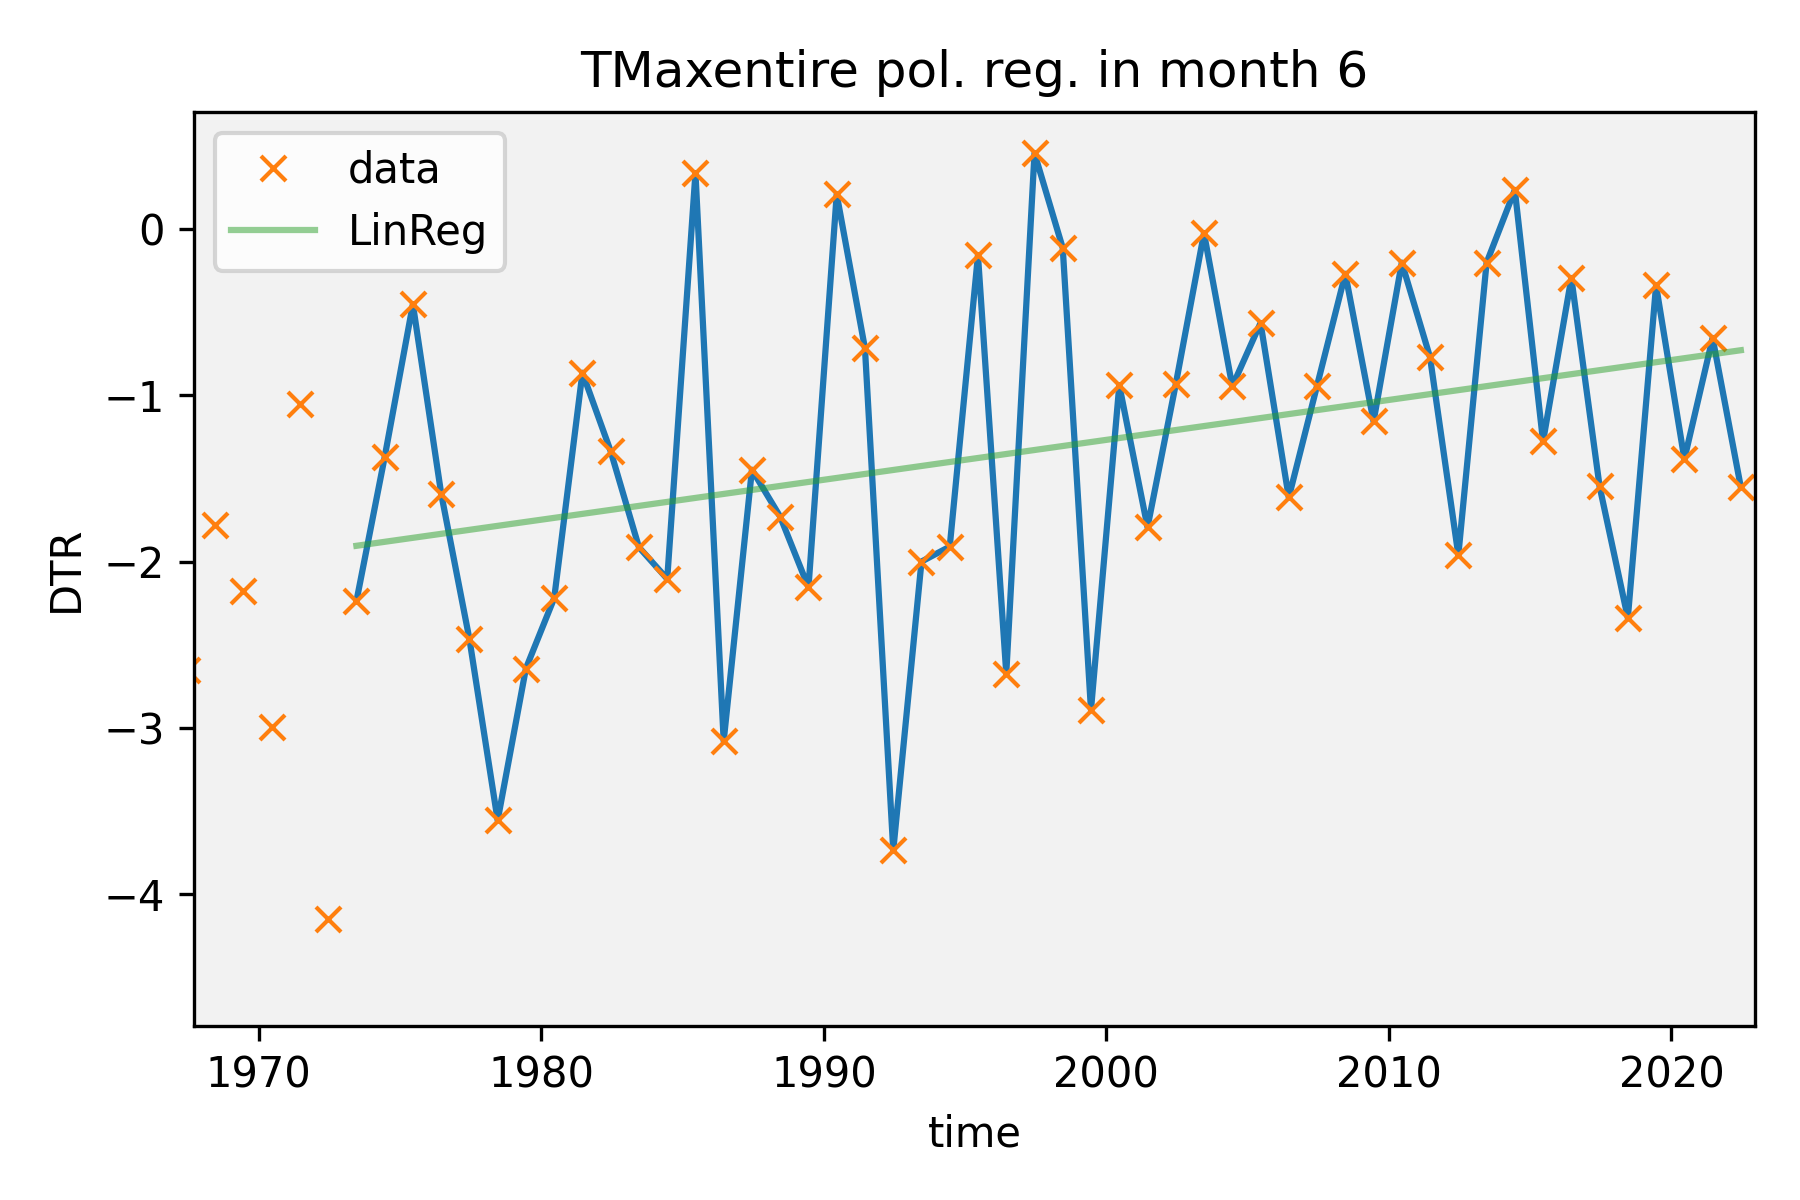 TMaxentire pol. reg. in month 6
data
LinReg
0
−1
−2
−3
−4
DTR
1970 1980 1990 2000 2010 2020
time